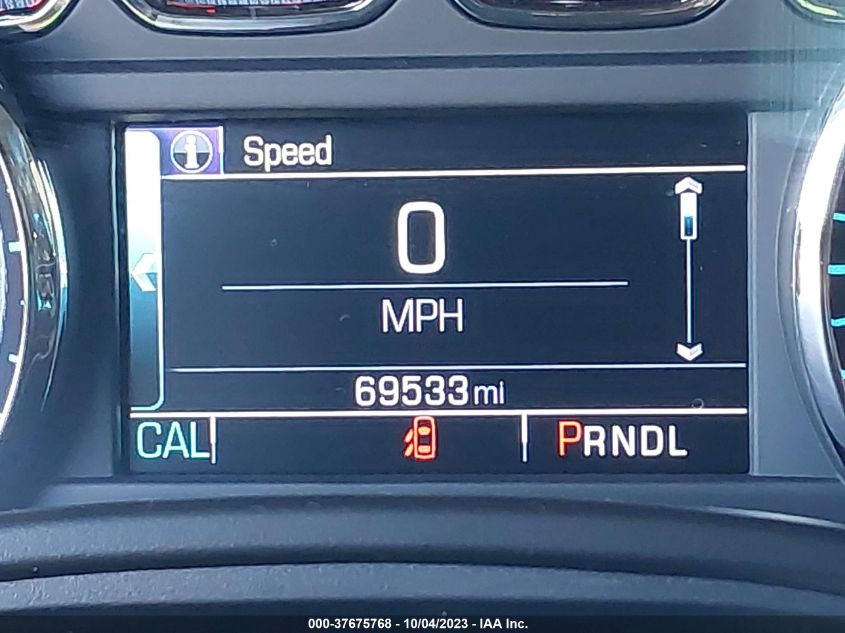 Speed
0
MPH
69533 mi
CAL PRNDL
000-37675768 - 10/04/2023 - IAA Inc.